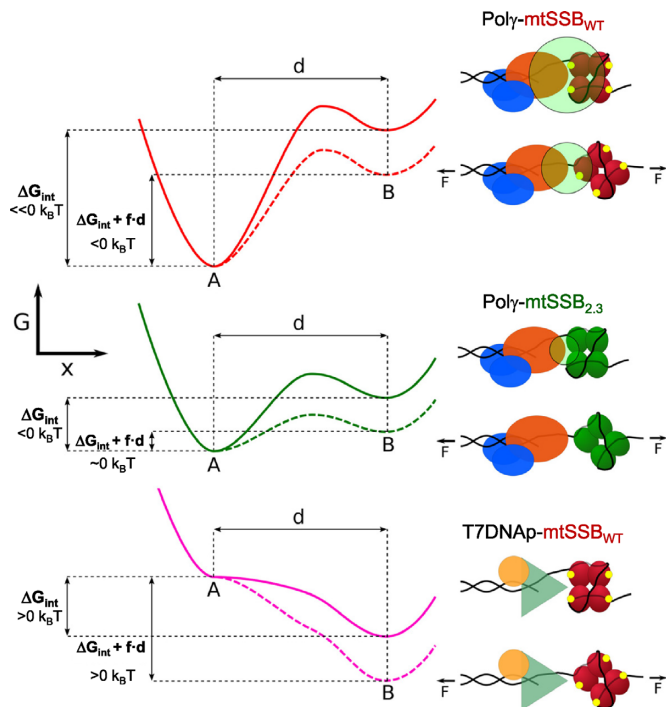 Polγ-mtSSBWT
d
ΔGint
<<0 kBT
ΔGint + f·d
<0 kBT
A
B
F
F
G
x
Polγ-mtSSB2.3
d
ΔGint
<0 kBT
ΔGint + f·d
~0 kBT
A
B
F
F
T7DNAp-mtSSBWT
d
A
ΔGint
>0 kBT
ΔGint + f·d
>0 kBT
B
F
F